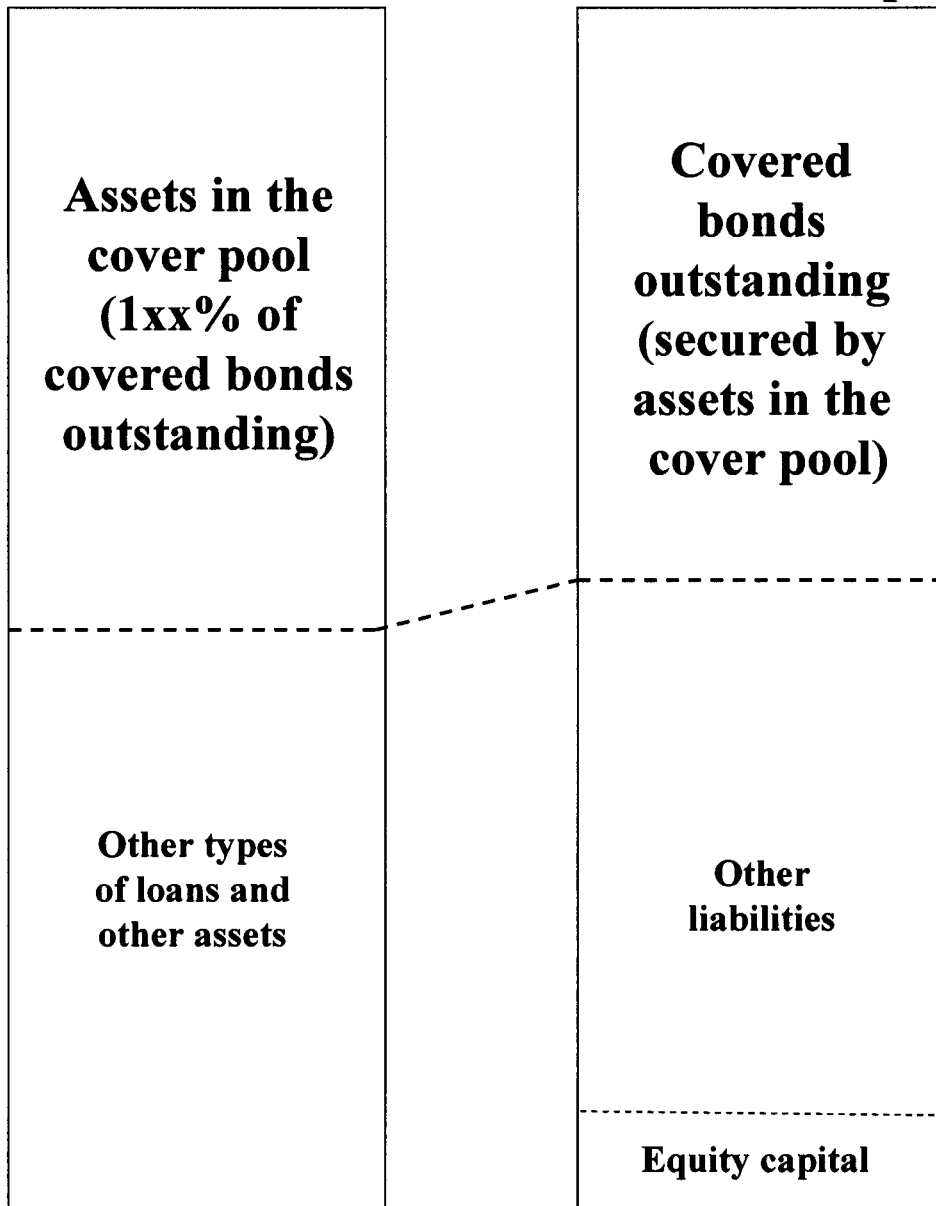 Assets in the
cover pool
(1xx% of
covered bonds
outstanding)
Covered
bonds
outstanding
(secured by
assets in the
cover pool)
Other types
of loans and
other assets
Other
liabilities
Equity capital